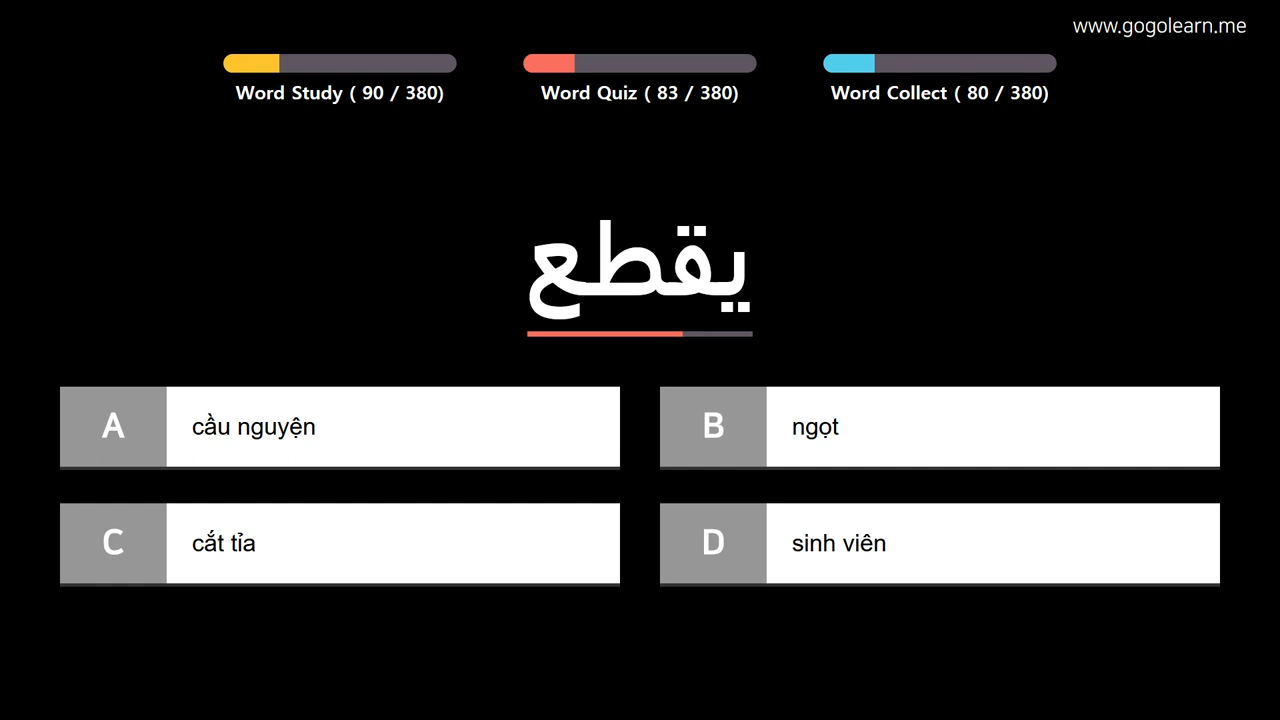 www.gogolearn.me
Word Study ( 90 / 380)
Word Quiz ( 83 / 380)
Word Collect ( 80 / 380)
يقطع
A cầu nguyện
B ngọt
C cắt tỉa
D sinh viên